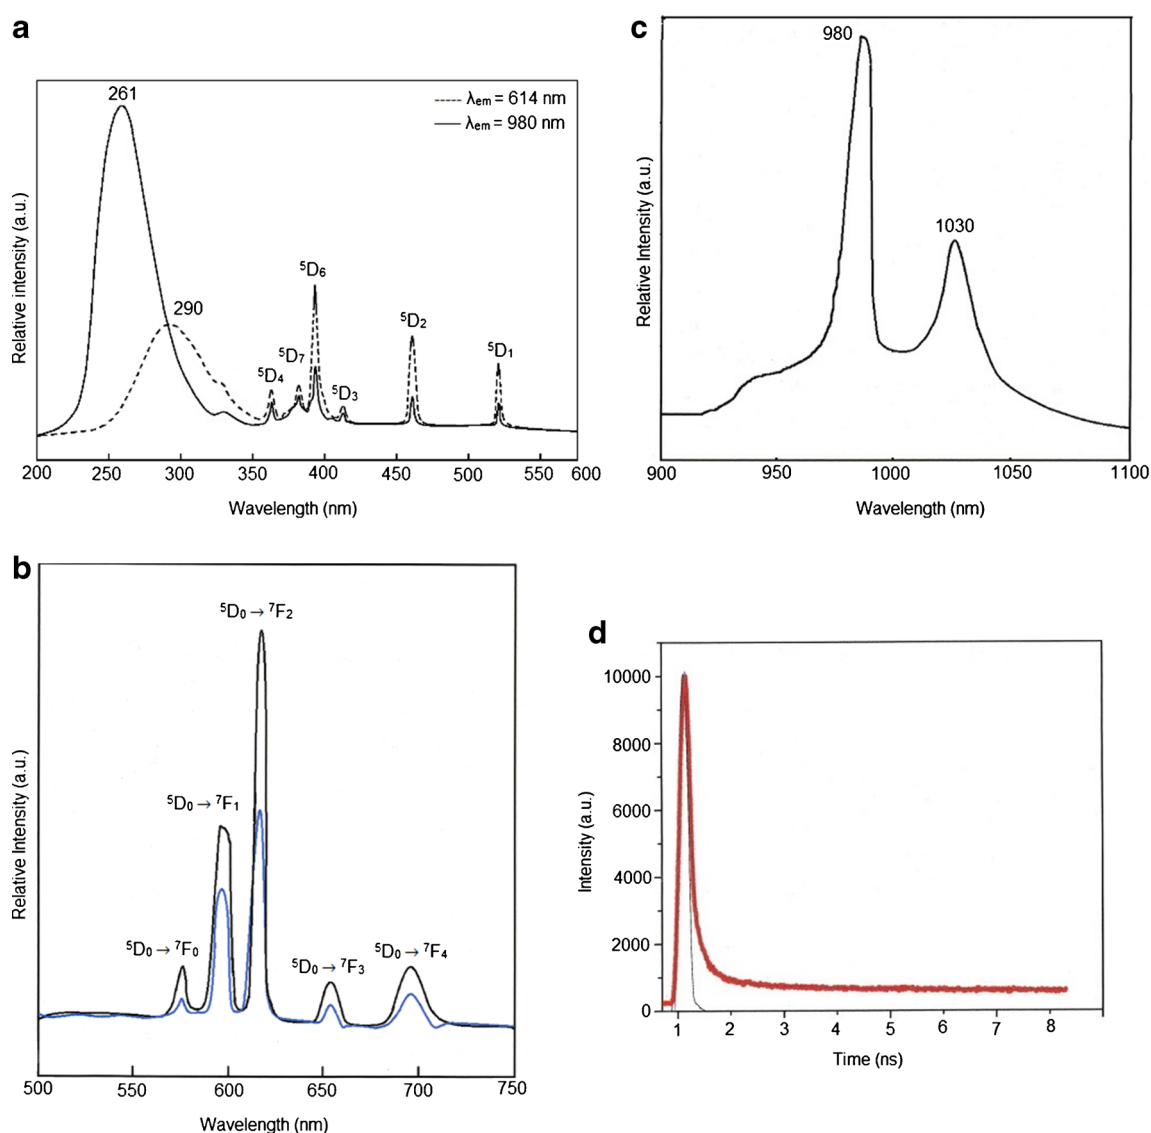 a
261
λem = 614 nm
λem = 980 nm
⁵D₆
290
⁵D₂
⁵D₇
⁵D₁
⁵D₄
⁵D₃
Relative intensity (a.u.)
200 250 300 350 400 450 500 550 600
Wavelength (nm)
c
980
1030
Relative Intensity (a.u.)
900 950 1000 1050 1100
Wavelength (nm)
b
⁵D₀ → ⁷F₂
⁵D₀ → ⁷F₁
⁵D₀ → ⁷F₀
⁵D₀ → ⁷F₃
⁵D₀ → ⁷F₄
Relative Intensity (a.u.)
500 550 600 650 700 750
Wavelength (nm)
d
10000
8000
6000
4000
2000
0
Intensity (a.u.)
1 2 3 4 5 6 7 8
Time (ns)